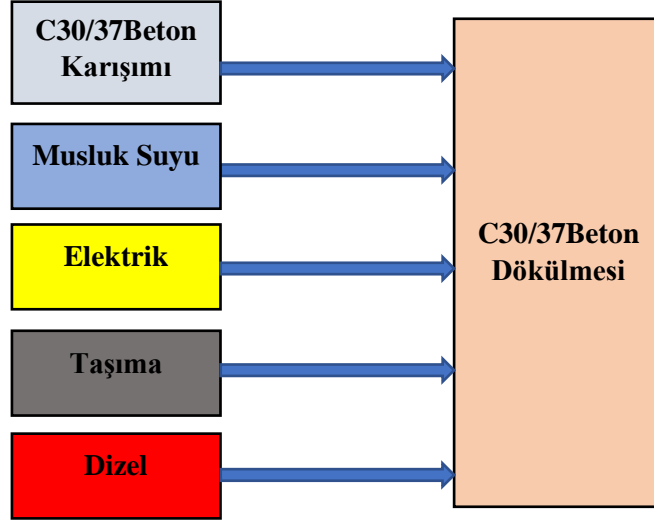 C30/37Beton
Karışımı
Musluk Suyu
Elektrik
Taşıma
Dizel
C30/37Beton
Dökülmesi